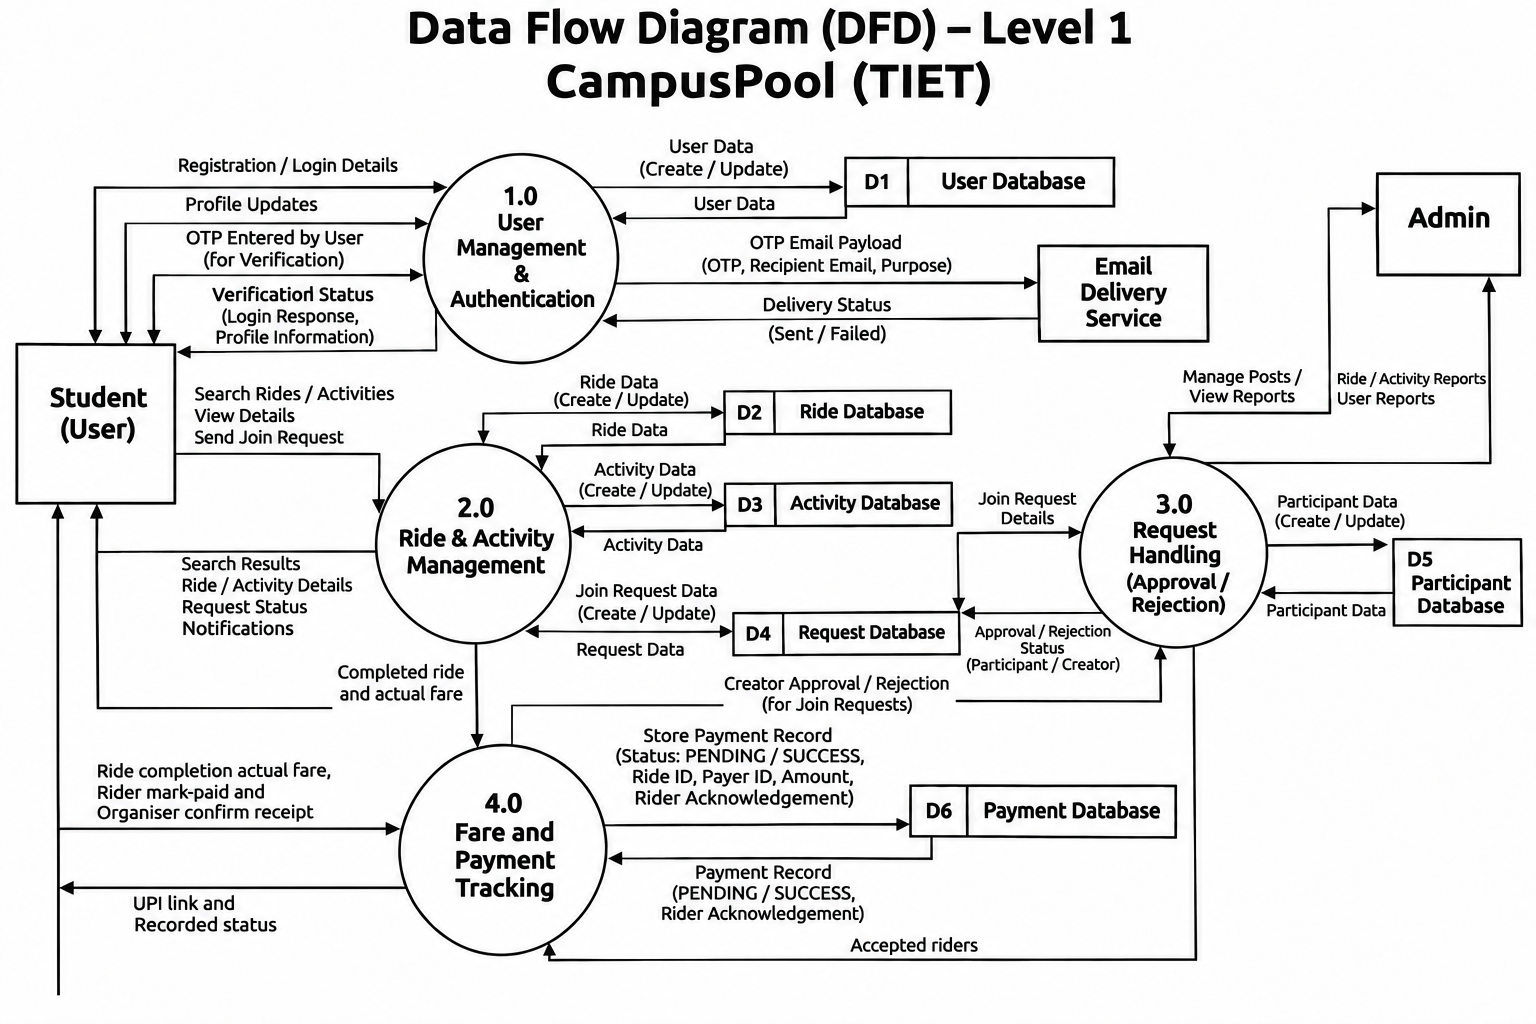 Data Flow Diagram (DFD) – Level 1
CampusPool (TIET)
Registration / Login Details
Profile Updates
OTP Entered by User
(for Verification)
Verification Status
(Login Response,
Profile Information)
1.0
User
Management
&
Authentication
User Data
(Create / Update)
User Data
D1
User Database
OTP Email Payload
(OTP, Recipient Email, Purpose)
Delivery Status
(Sent / Failed)
Email
Delivery
Service
Admin
Manage Posts /
View Reports
Ride / Activity Reports
User Reports
Student
(User)
Search Rides / Activities
View Details
Send Join Request
Ride Data
(Create / Update)
Ride Data
D2
Ride Database
2.0
Ride & Activity
Management
Activity Data
(Create / Update)
Activity Data
D3
Activity Database
Join Request
Details
3.0
Request
Handling
(Approval /
Rejection)
Participant Data
(Create / Update)
Participant Data
D5
Participant
Database
Search Results
Ride / Activity Details
Request Status
Notifications
Join Request Data
(Create / Update)
Request Data
D4
Request Database
Approval / Rejection
Status
(Participant / Creator)
Completed ride
and actual fare
Creator Approval / Rejection
(for Join Requests)
Store Payment Record
(Status: PENDING / SUCCESS,
Ride ID, Payer ID, Amount,
Rider Acknowledgement)
Ride completion actual fare,
Rider mark-paid and
Organiser confirm receipt
4.0
Fare and
Payment
Tracking
D6
Payment Database
Payment Record
(PENDING / SUCCESS,
Rider Acknowledgement)
UPI link and
Recorded status
Accepted riders